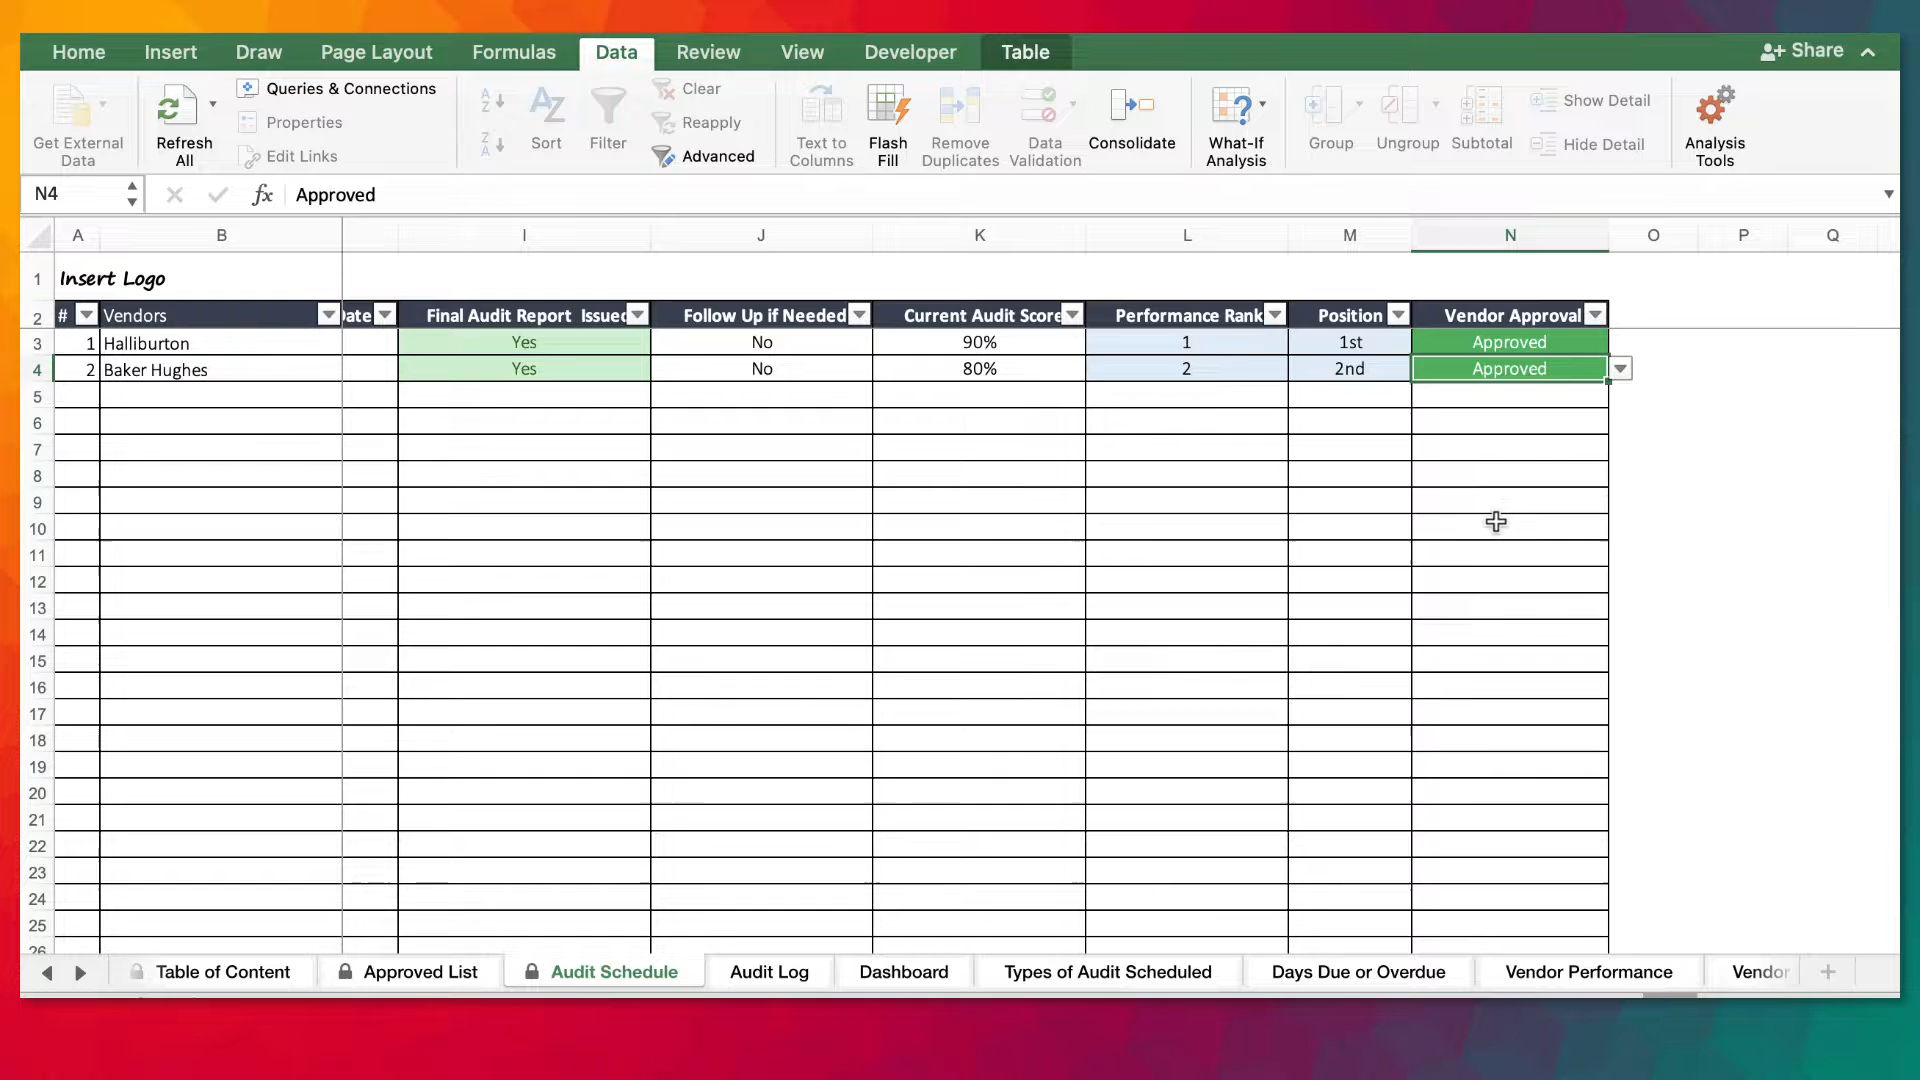 Home Insert Draw Page Layout Formulas Data Review View Developer Table Share
Get External Data
Refresh All
Queries & Connections
Properties
Edit Links
Sort
Filter
Clear
Reapply
Advanced
Text to Columns
Flash Fill
Remove Duplicates
Data Validation
Consolidate
What-If Analysis
Group
Ungroup
Subtotal
Show Detail
Hide Detail
Analysis Tools
N4 fx Approved
A B I J K L M N O P Q
1 Insert Logo
2 # Vendors Date Final Audit Report Issued Follow Up if Needed Current Audit Score Performance Rank Position Vendor Approval
3 1 Halliburton Yes No 90% 1 1st Approved
4 2 Baker Hughes Yes No 80% 2 2nd Approved
5
6
7
8
9
10
11
12
13
14
15
16
17
18
19
20
21
22
23
24
25
26
Table of Content Approved List Audit Schedule Audit Log Dashboard Types of Audit Scheduled Days Due or Overdue Vendor Performance Vendor